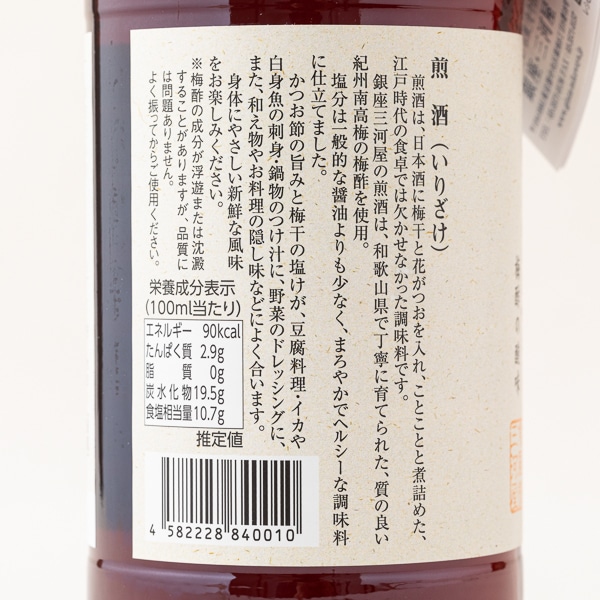 煎酒（いりざけ）
煎酒は、日本酒に梅干と花がつおを入れ、ことことと煮詰めた、
江戸時代の食卓では欠かせなかった調味料です。
銀座三河屋の煎酒は、和歌山県で丁寧に育てられた、質の良い
紀州南高梅の梅酢を使用。
塩分は一般的な醤油よりも少なく、まろやかでヘルシーな調味料
に仕立てました。
かつお節の旨みと梅干の塩けが、豆腐料理・イカや
白身魚の刺身・鍋物のつけ汁に、野菜のドレッシングに、
また、和え物やお料理の隠し味などによく合います。
身体にやさしい新鮮な風味
をお楽しみください。
※梅酢の成分が浮遊または沈澱
することがありますが、品質に
は問題ありません。
よく振ってからご使用ください。
栄養成分表示
(100ml当たり)
エネルギー 90kcal
たんぱく質 2.9g
脂質 0g
炭水化物 19.5g
食塩相当量 10.7g
推定値
4 582228 840010